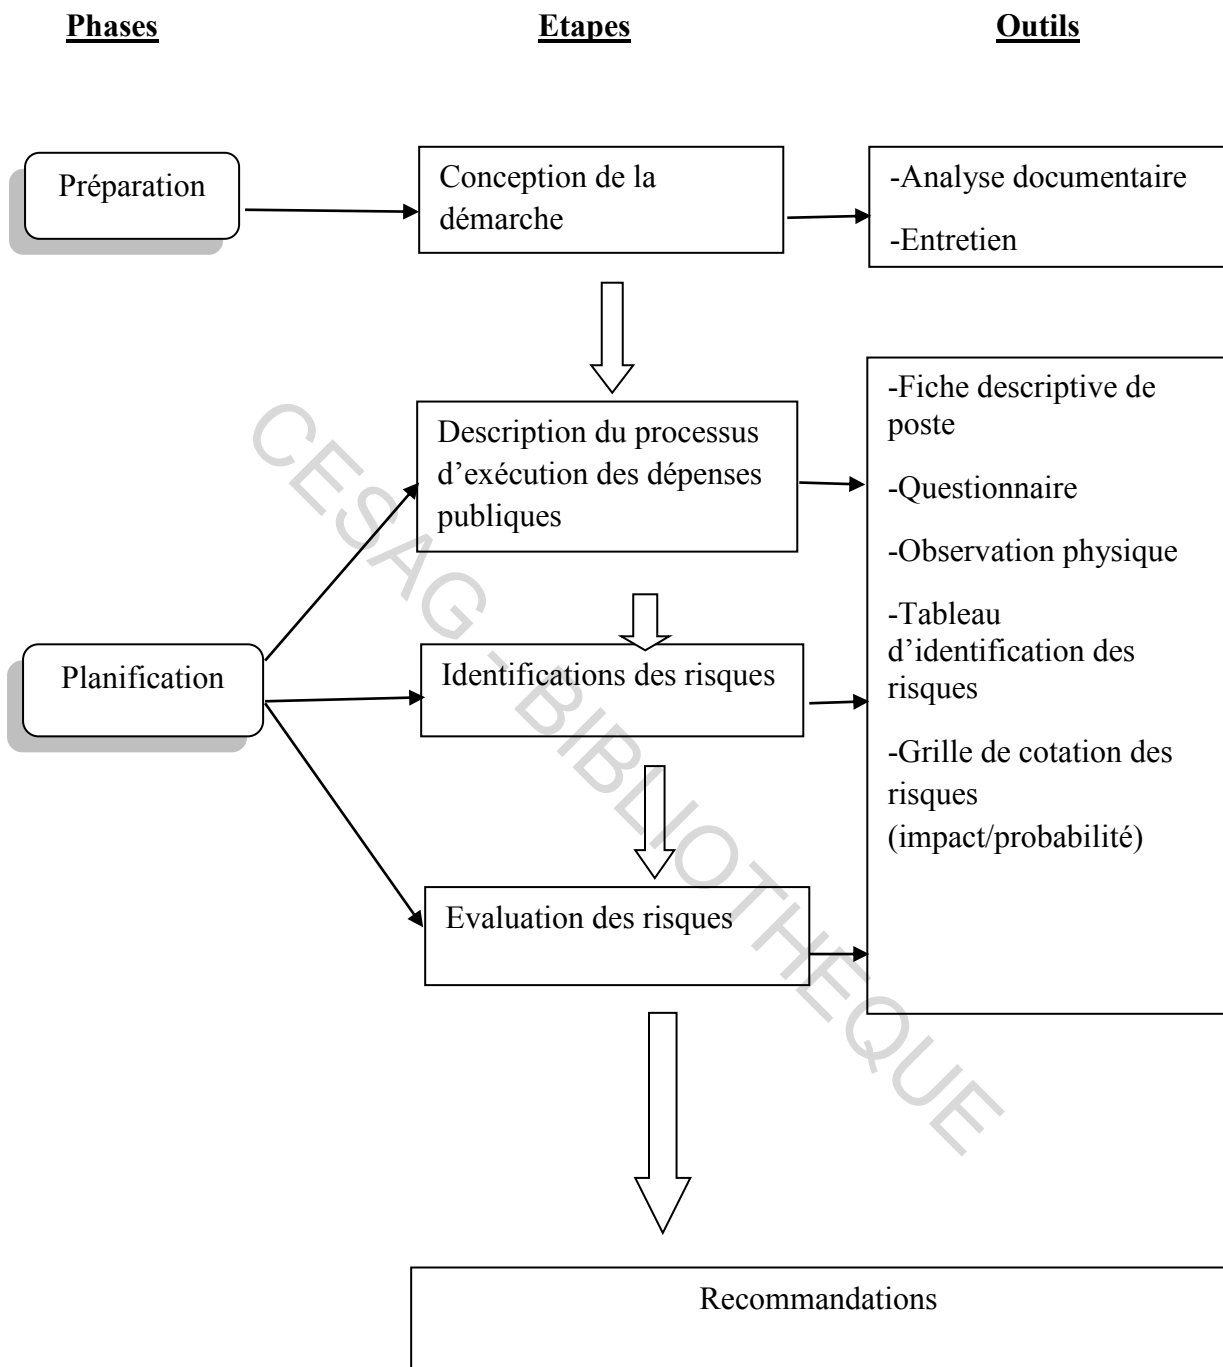 Phases
Etapes
Outils
Préparation
Conception de la
démarche
-Analyse documentaire
-Entretien
Description du processus
d’exécution des dépenses
publiques
-Fiche descriptive de
poste
-Questionnaire
-Observation physique
-Tableau
d’identification des
risques
-Grille de cotation des
risques
(impact/probabilité)
Planification
Identifications des risques
Evaluation des risques
Recommandations
CESAG - BIBLIOTHEQUE